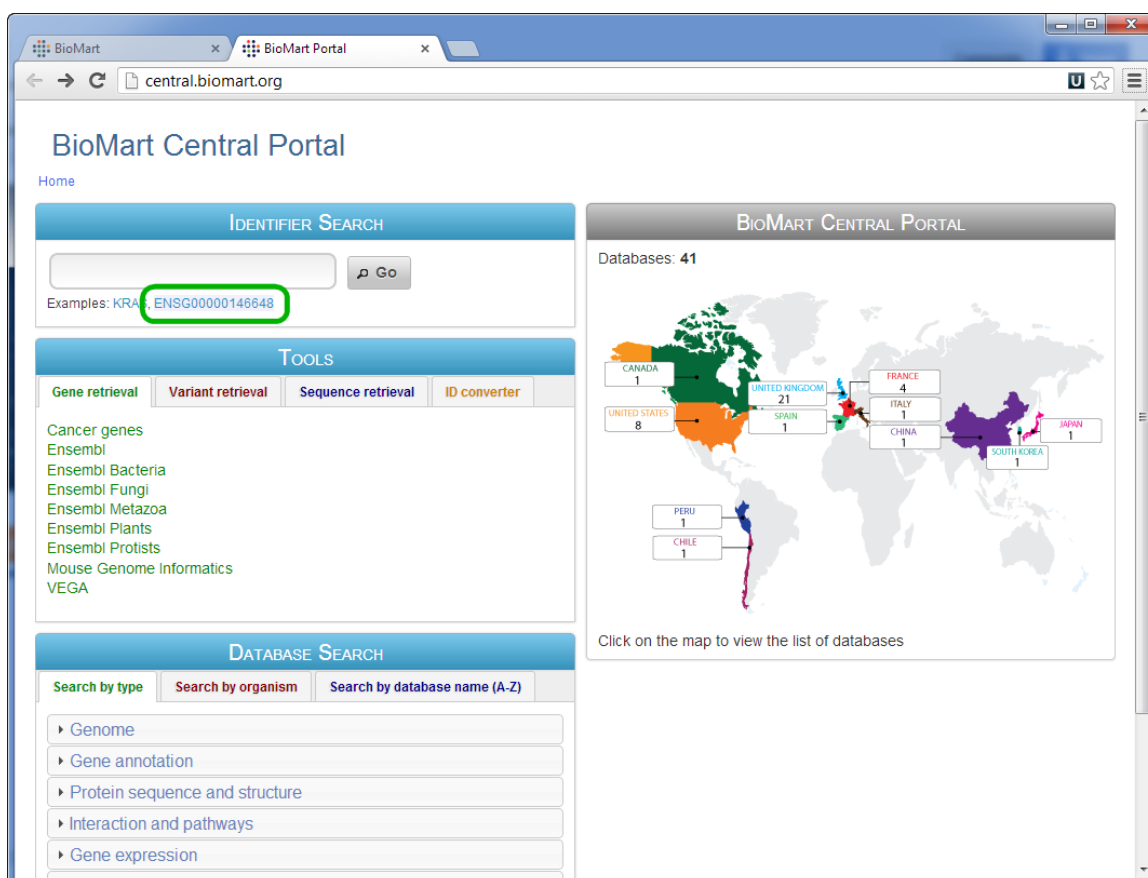 BioMart
BioMart Portal
central.biomart.org
BioMart Central Portal
Home
IDENTIFIER SEARCH
Go
Examples: KRAS, ENSG00000146648
TOOLS
Gene retrieval Variant retrieval Sequence retrieval ID converter
Cancer genes
Ensembl
Ensembl Bacteria
Ensembl Fungi
Ensembl Metazoa
Ensembl Plants
Ensembl Protists
Mouse Genome Informatics
VEGA
DATABASE SEARCH
Search by type Search by organism Search by database name (A-Z)
Genome
Gene annotation
Protein sequence and structure
Interaction and pathways
Gene expression
BIOMART CENTRAL PORTAL
Databases: 41
CANADA
1
UNITED STATES
8
UNITED KINGDOM
21
SPAIN
1
FRANCE
4
ITALY
1
CHINA
1
SOUTH KOREA
1
JAPAN
1
PERU
1
CHILE
1
Click on the map to view the list of databases